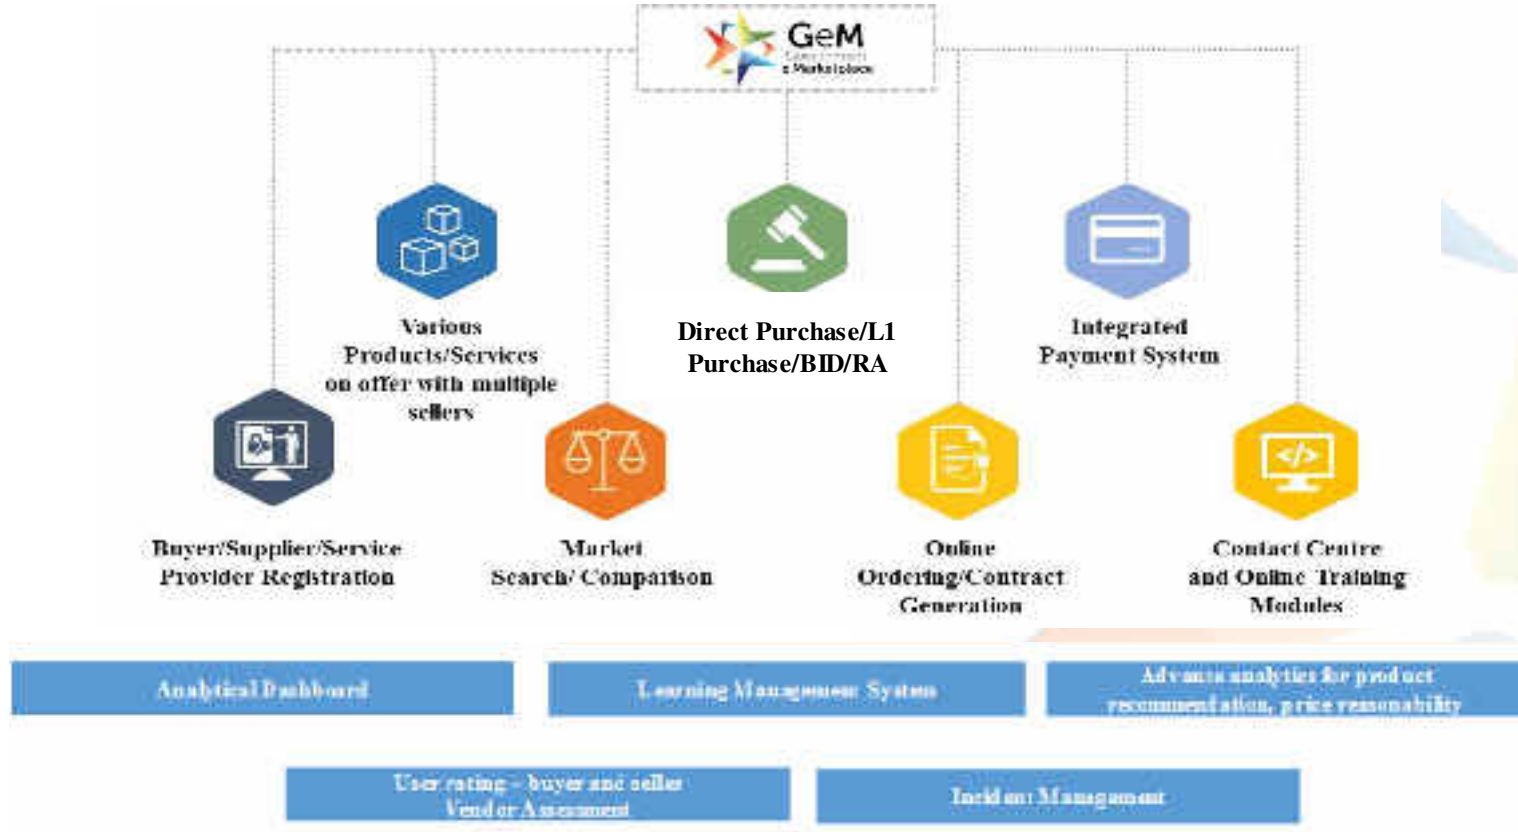 GeM
Government
e Marketplace
Various
Products/Services
on offer with multiple
sellers
Direct Purchase/L1
Purchase/BID/RA
Integrated
Payment System
Buyer/Supplier/Service
Provider Registration
Market
Search/ Comparison
Online
Ordering/Contract
Generation
</>
Contact Centre
and Online Training
Modules
Analytical Dashboard
Learning Management System
Advance analytics for product
recommendation, price reasonability
User rating – buyer and seller
Vendor Assessment
Incident Management